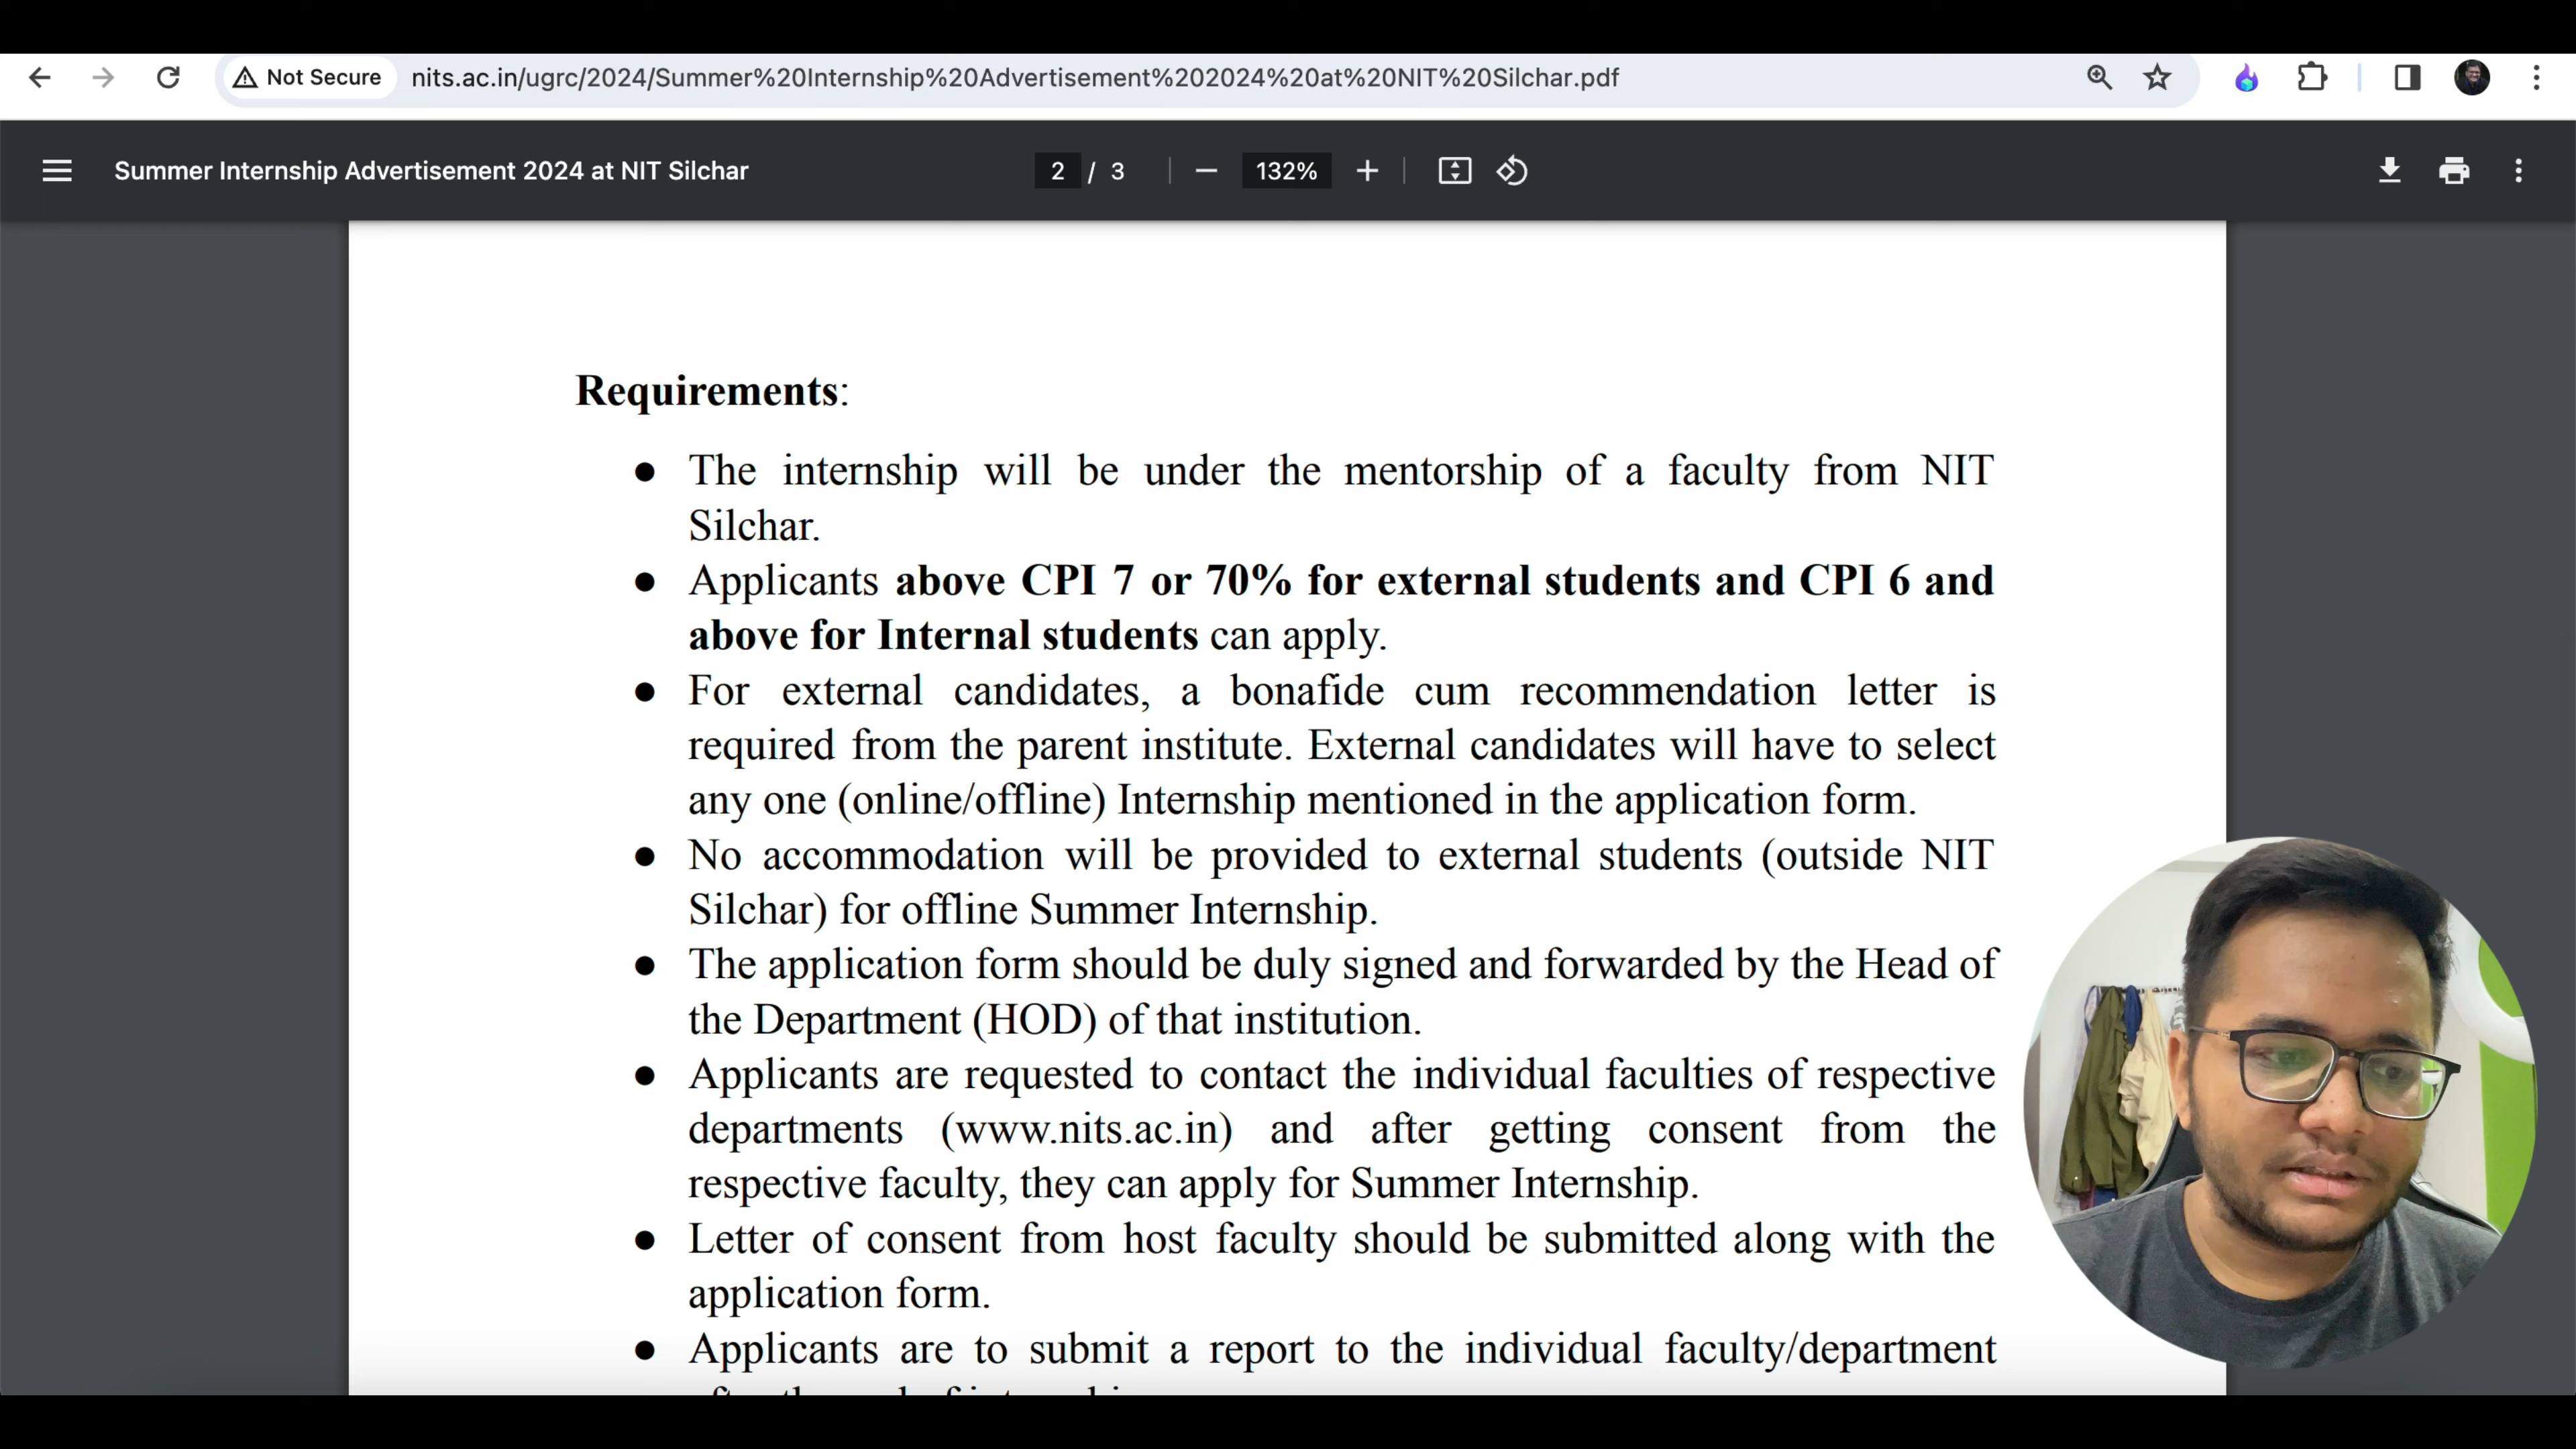 Not Secure nits.ac.in/ugrc/2024/Summer%20Internship%20Advertisement%202024%20at%20NIT%20Silchar.pdf
Summer Internship Advertisement 2024 at NIT Silchar 2 / 3 132%
Requirements:
● The internship will be under the mentorship of a faculty from NIT
Silchar.
● Applicants above CPI 7 or 70% for external students and CPI 6 and
above for Internal students can apply.
● For external candidates, a bonafide cum recommendation letter is
required from the parent institute. External candidates will have to select
any one (online/offline) Internship mentioned in the application form.
● No accommodation will be provided to external students (outside NIT
Silchar) for offline Summer Internship.
● The application form should be duly signed and forwarded by the Head of
the Department (HOD) of that institution.
● Applicants are requested to contact the individual faculties of respective
departments (www.nits.ac.in) and after getting consent from the
respective faculty, they can apply for Summer Internship.
● Letter of consent from host faculty should be submitted along with the
application form.
● Applicants are to submit a report to the individual faculty/department